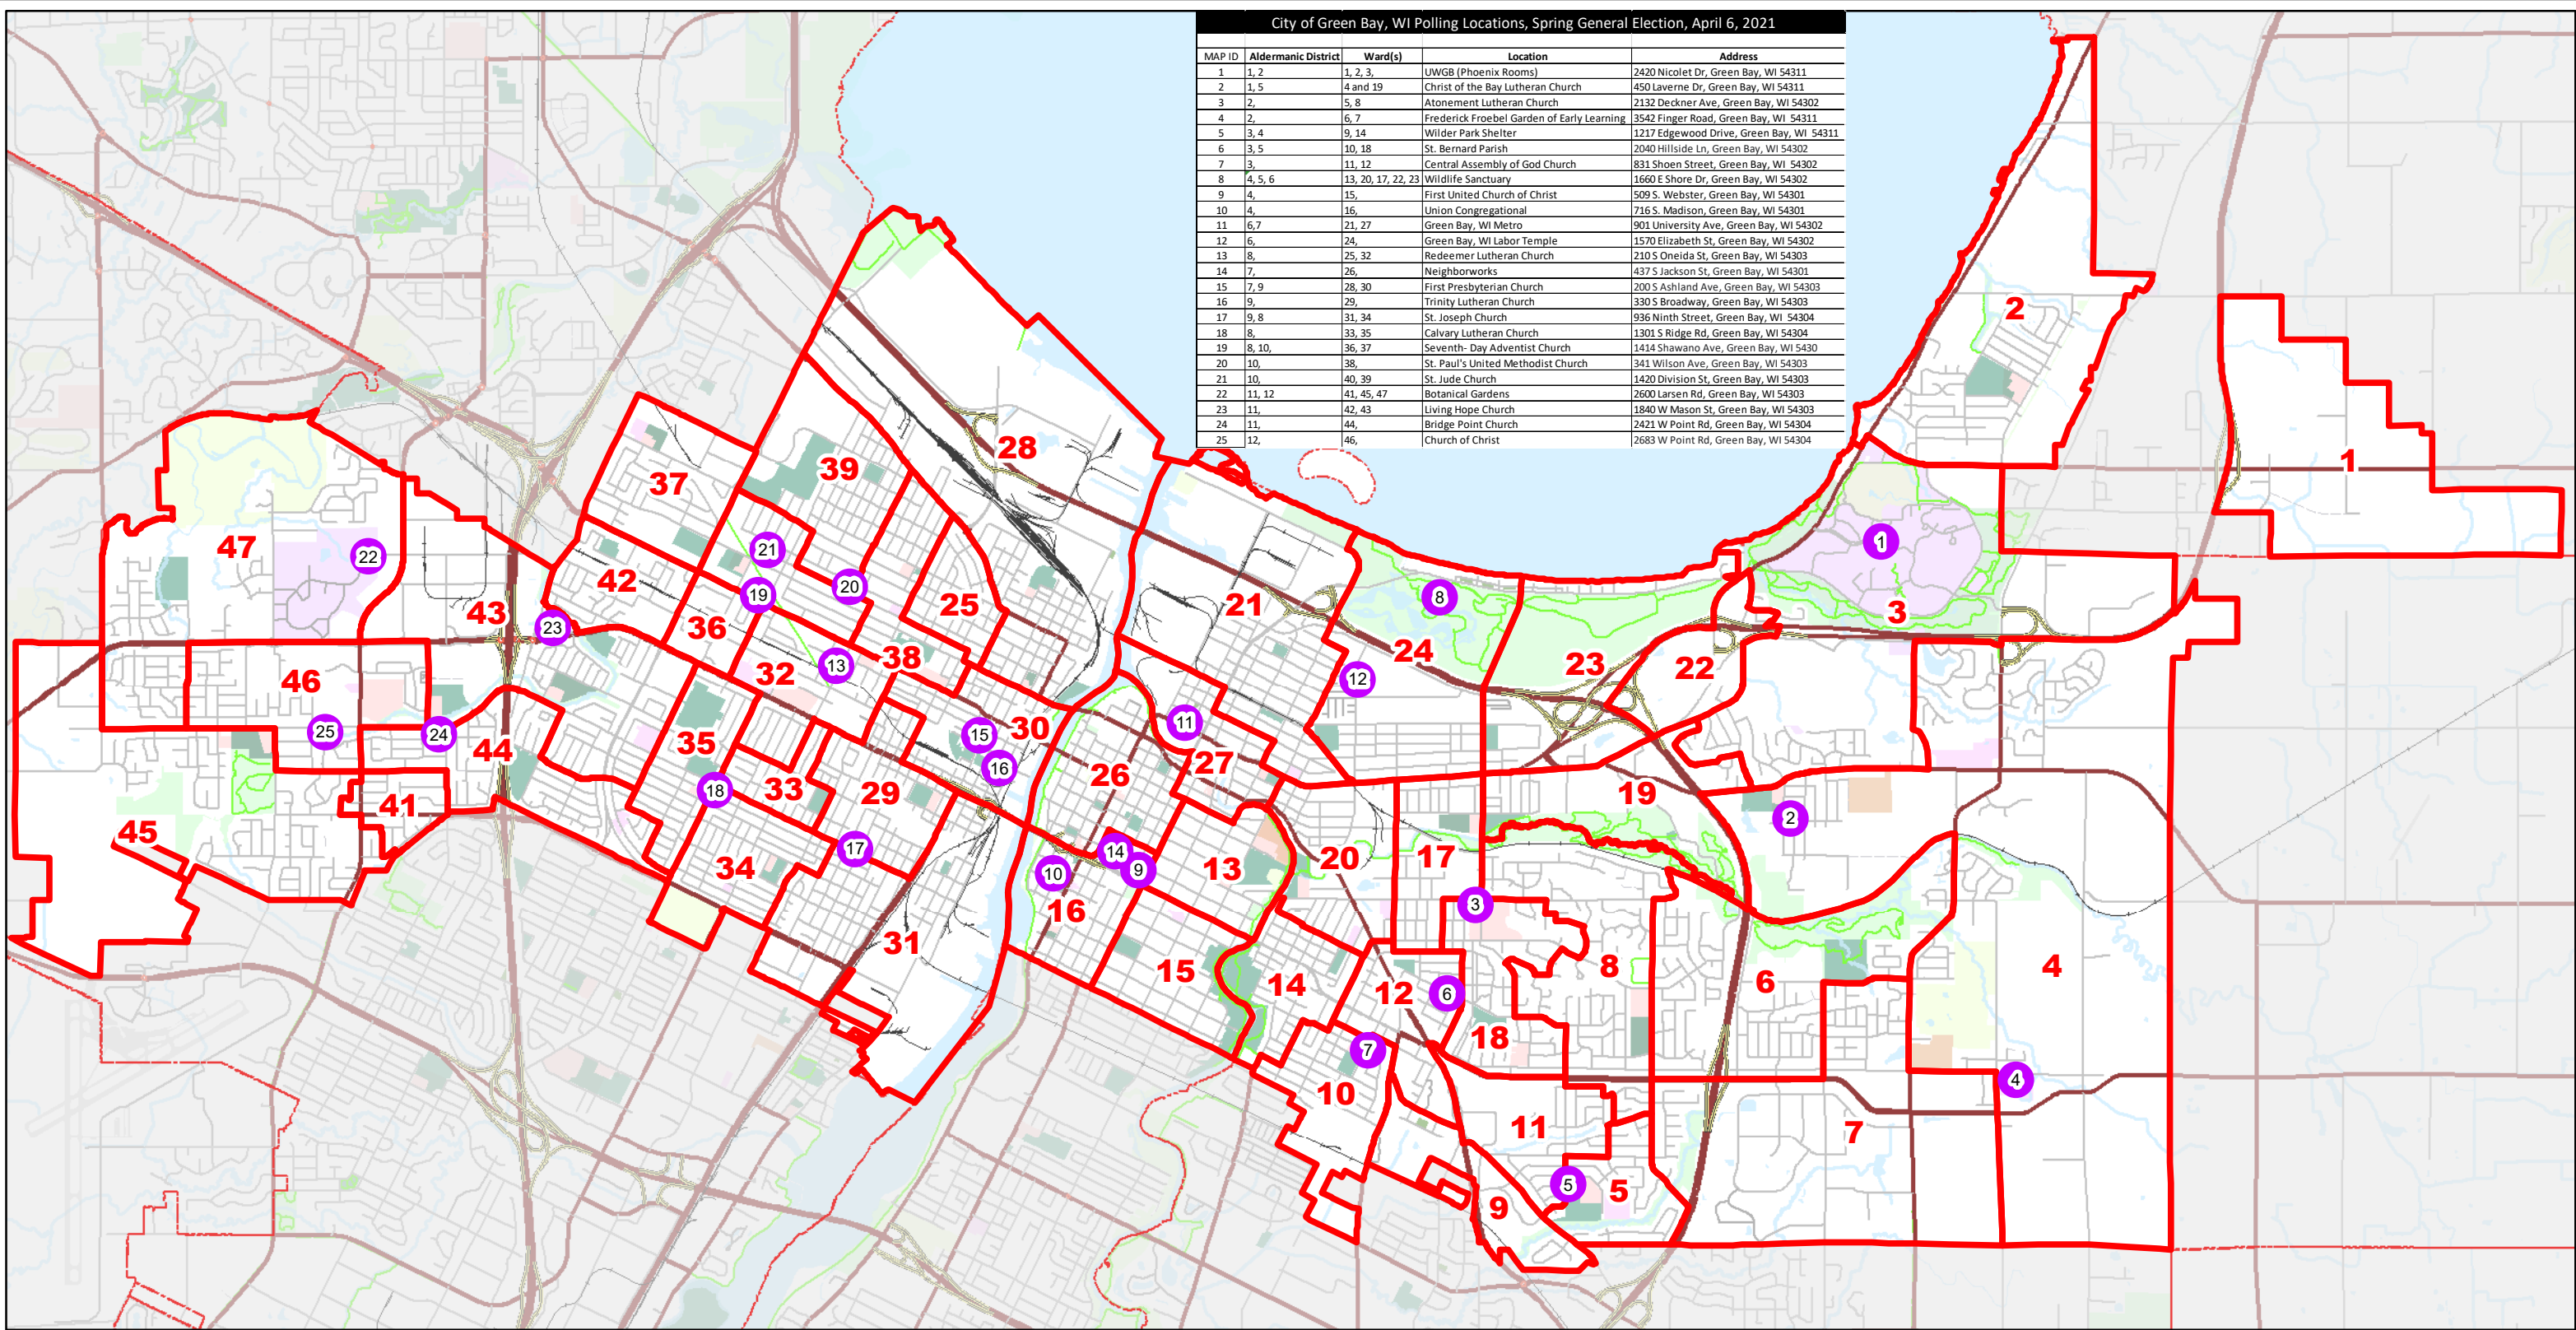 City of Green Bay, WI Polling Locations, Spring General Election, April 6, 2021
MAP ID Aldermanic District Ward(s) Location Address
1 1, 2 1, 2, 3, UWGB (Phoenix Rooms) 2420 Nicolet Dr, Green Bay, WI 54311
2 1, 5 4 and 19 Christ of the Bay Lutheran Church 450 Laverne Dr, Green Bay, WI 54311
3 2, 5, 8 Atonement Lutheran Church 2132 Deckner Ave, Green Bay, WI 54302
4 2, 6, 7 Frederick Froebel Garden of Early Learning 3542 Finger Road, Green Bay, WI 54311
5 3, 4 9, 14 Wilder Park Shelter 1217 Edgewood Drive, Green Bay, WI 54311
6 3, 5 10, 18 St. Bernard Parish 2040 Hillside Ln, Green Bay, WI 54302
7 3, 11, 12 Central Assembly of God Church 831 Shoen Street, Green Bay, WI 54302
8 4, 5, 6 13, 20, 17, 22, 23 Wildlife Sanctuary 1660 E Shore Dr, Green Bay, WI 54302
9 4, 15, First United Church of Christ 509 S. Webster, Green Bay, WI 54301
10 4, 16, Union Congregational 716 S. Madison, Green Bay, WI 54301
11 6,7 21, 27 Green Bay, WI Metro 901 University Ave, Green Bay, WI 54302
12 6, 24, Green Bay, WI Labor Temple 1570 Elizabeth St, Green Bay, WI 54302
13 8, 25, 32 Redeemer Lutheran Church 210 S Oneida St, Green Bay, WI 54303
14 7, 26, Neighborworks 437 S Jackson St, Green Bay, WI 54301
15 7, 9 28, 30 First Presbyterian Church 200 S Ashland Ave, Green Bay, WI 54303
16 9, 29, Trinity Lutheran Church 330 S Broadway, Green Bay, WI 54303
17 9, 8 31, 34 St. Joseph Church 936 Ninth Street, Green Bay, WI 54304
18 8, 33, 35 Calvary Lutheran Church 1301 S Ridge Rd, Green Bay, WI 54304
19 8, 10, 36, 37 Seventh- Day Adventist Church 1414 Shawano Ave, Green Bay, WI 5430
20 10, 38, St. Paul's United Methodist Church 341 Wilson Ave, Green Bay, WI 54303
21 10, 40, 39 St. Jude Church 1420 Division St, Green Bay, WI 54303
22 11, 12 41, 45, 47 Botanical Gardens 2600 Larsen Rd, Green Bay, WI 54303
23 11, 42, 43 Living Hope Church 1840 W Mason St, Green Bay, WI 54303
24 11, 44, Bridge Point Church 2421 W Point Rd, Green Bay, WI 54304
25 12, 46, Church of Christ 2683 W Point Rd, Green Bay, WI 54304
2
28
1
39
37
1
47
22
21
42
20
19
8
25
21
3
43
23
36
24
23
22
38
13
32
12
46
11
15
30
25
24
44
35
16
27
26
18
33
29
19
41
2
45
17
14
9
13
20
17
34
10
3
16
31
15
14
12
6
8
6
4
18
7
10
4
11
7
5
5
9